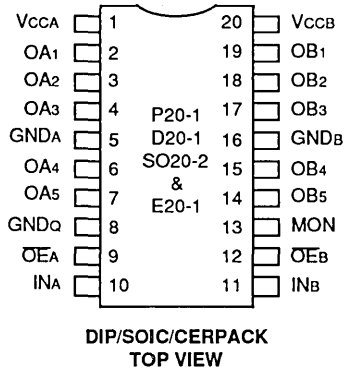 VCCA 1 20 VCCB
OA1 2 19 OB1
OA2 3 18 OB2
OA3 4 17 OB3
P20-1
GNDA 5 16 GNDB
D20-1
OA4 6 15 OB4
SO20-2
&
OA5 7 14 OB5
E20-1
GNDQ 8 13 MON
O̅E̅A 9 12 O̅E̅B
INA 10 11 INB
DIP/SOIC/CERPACK
TOP VIEW